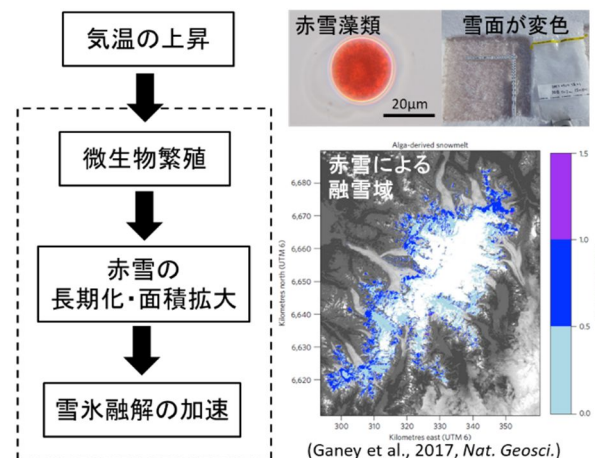 気温の上昇
微生物繁殖
赤雪の
長期化・面積拡大
雪氷融解の加速
赤雪藻類
20μm
雪面が変色
Alga-derived snowmelt
赤雪による
融雪域
Kilometres north (UTM 6)
6,680
6,670
6,660
6,650
6,640
6,630
6,620
300
310
320
330
340
350
Kilometres east (UTM 6)
1.5
1.0
0.5
0.0
(Ganey et al., 2017, Nat. Geosci.)